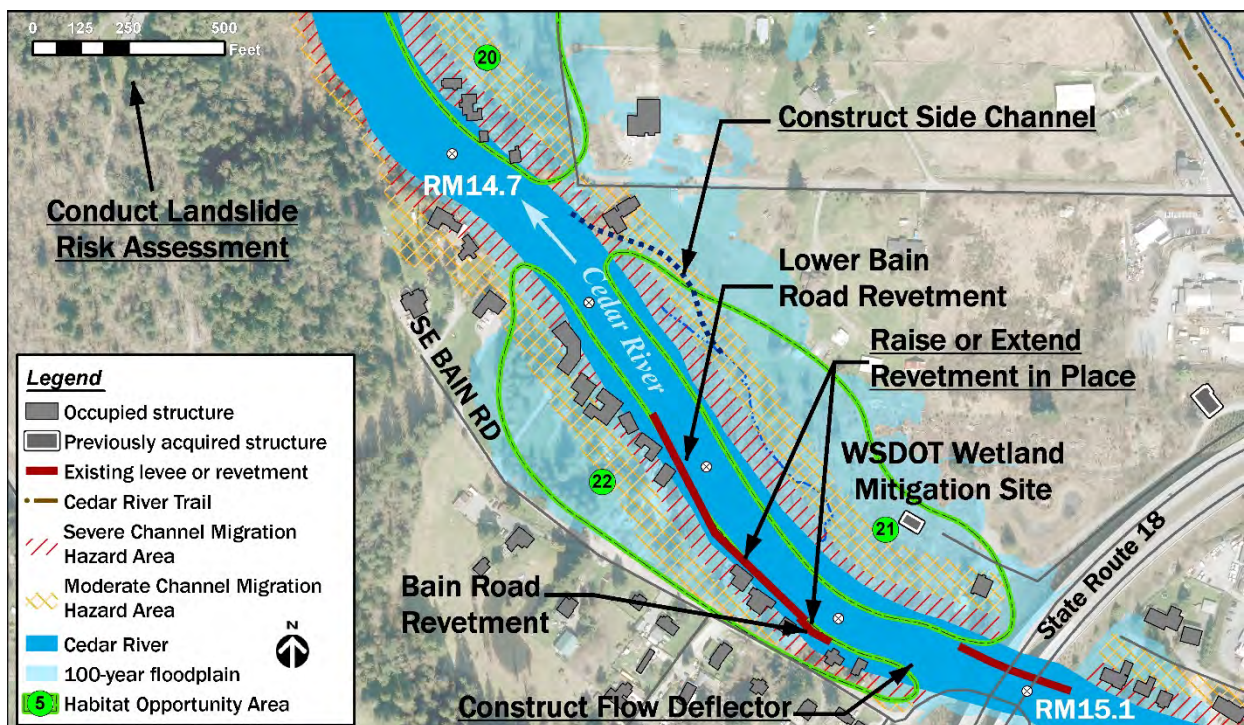 0 125 250 500
Feet
20
Construct Side Channel
RM14.7
Conduct Landslide
Risk Assessment
Cedar River
Lower Bain
Road Revetment
Raise or Extend
Revetment in Place
SE BAIN RD
WSDOT Wetland
Mitigation Site
22
21
State Route 18
Bain Road
Revetment
Construct Flow Deflector
RM15.1
Legend
Occupied structure
Previously acquired structure
Existing levee or revetment
Cedar River Trail
Severe Channel Migration
Hazard Area
Moderate Channel Migration
Hazard Area
Cedar River
N
100-year floodplain
5 Habitat Opportunity Area